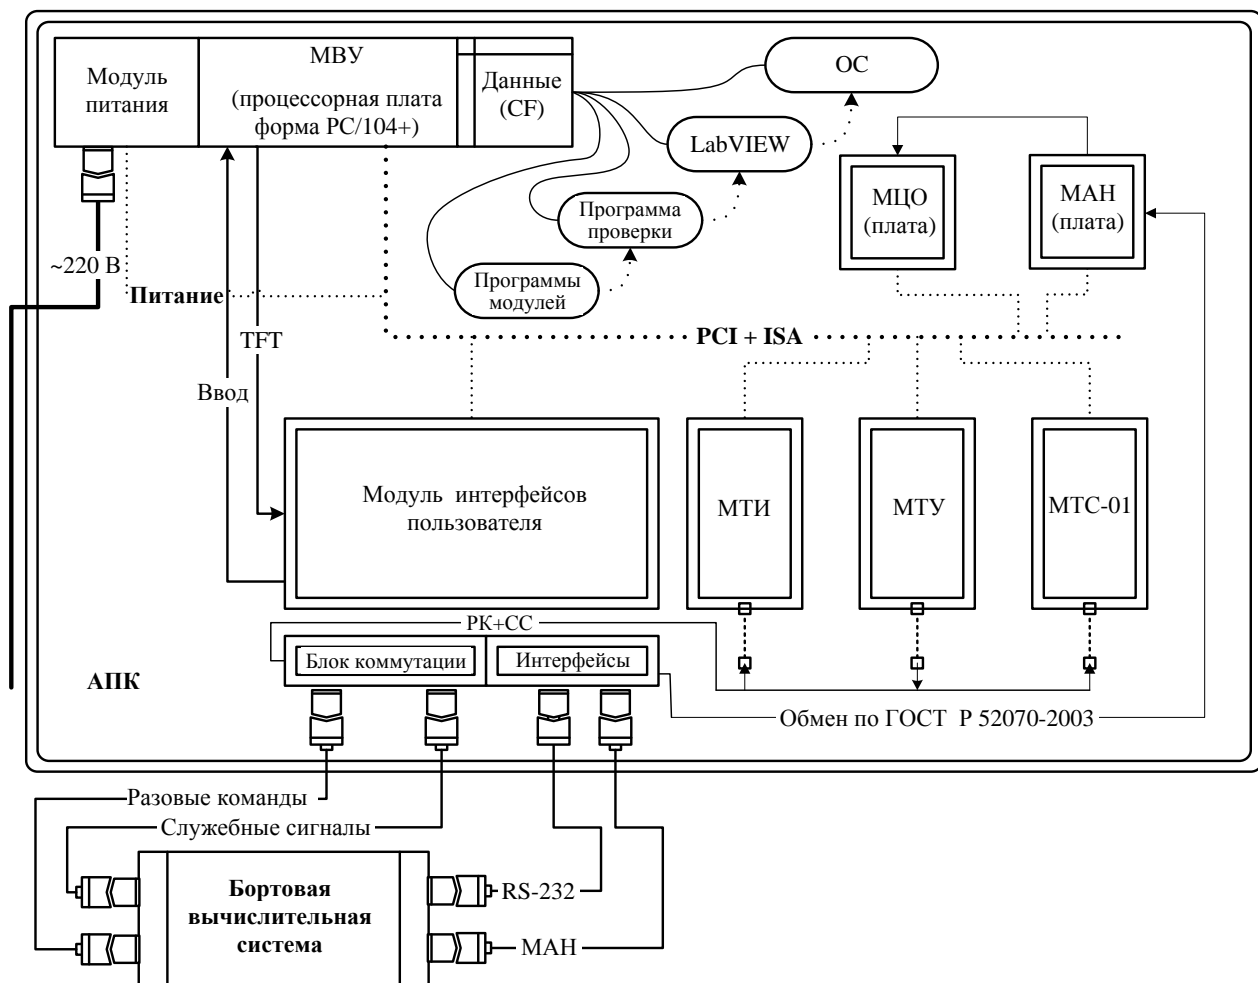 Модуль
питания
МВУ
(процессорная плата
форма PC/104+)
Данные
(CF)
ОС
LabVIEW
Программа
проверки
Программы
модулей
МЦО
(плата)
МАН
(плата)
~220 В
Питание
TFT
PCI + ISA
Ввод
Модуль интерфейсов
пользователя
МТИ
МТУ
МТС-01
РК+СС
Блок коммутации
Интерфейсы
АПК
Обмен по ГОСТ Р 52070-2003
Разовые команды
Служебные сигналы
Бортовая
вычислительная
система
RS-232
МАН